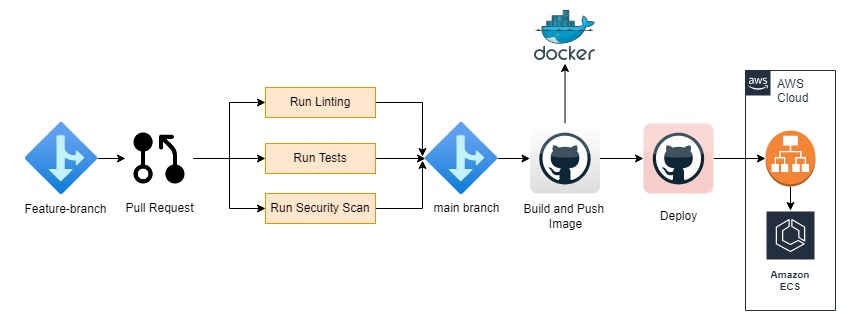 docker
aws
AWS
Cloud
Run Linting
Run Tests
Run Security Scan
Feature-branch
Pull Request
main branch
Build and Push
Image
Deploy
Amazon
ECS